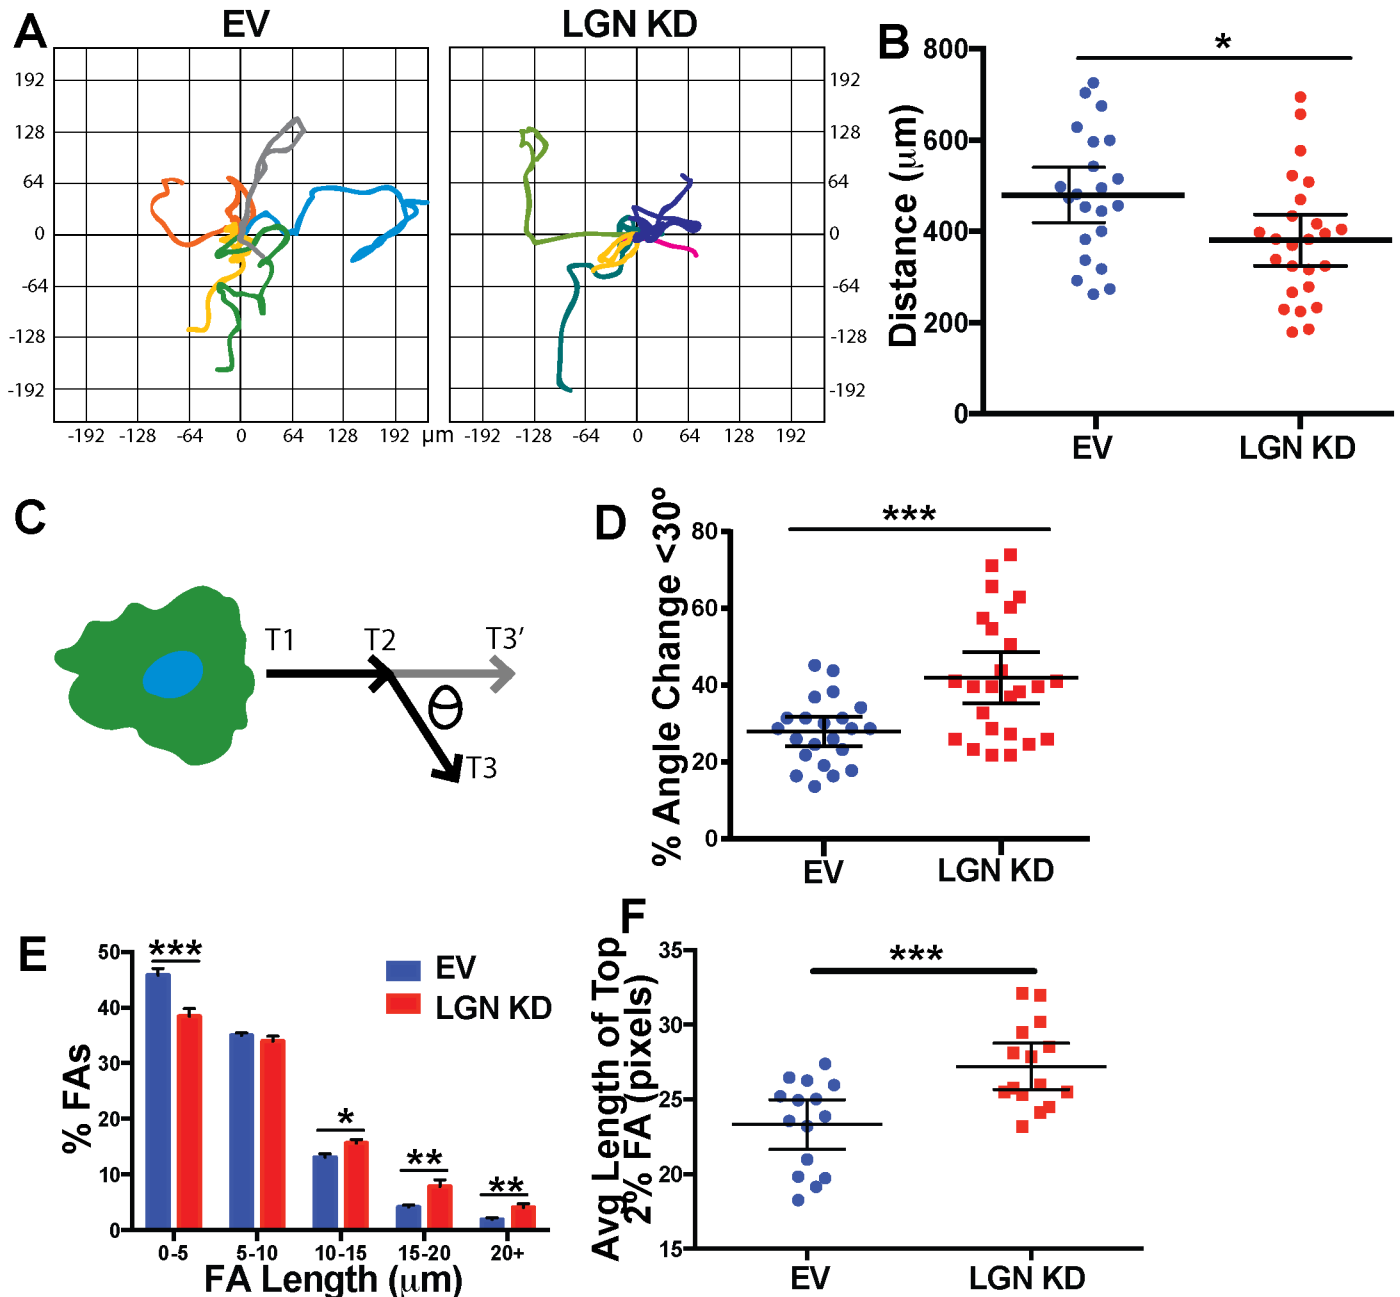 A
EV
LGN KD
192
128
64
0
-64
-128
-192
-192 -128 -64 0 64 128 192 μm
-192 -128 -64 0 64 128 192
192
128
64
0
-64
-128
-192
B
Distance (μm)
800
600
400
200
0
*
EV LGN KD
C
T1 T2 T3′
Θ
T3
D
% Angle Change <30º
80
60
40
20
0
***
EV LGN KD
E
% FAs
50
40
30
20
10
0
***
*
**
**
EV
LGN KD
0-5 5-10 10-15 15-20 20+
FA Length (μm)
F
Avg Length of Top
2% FA (pixels)
35
30
25
20
15
***
EV LGN KD